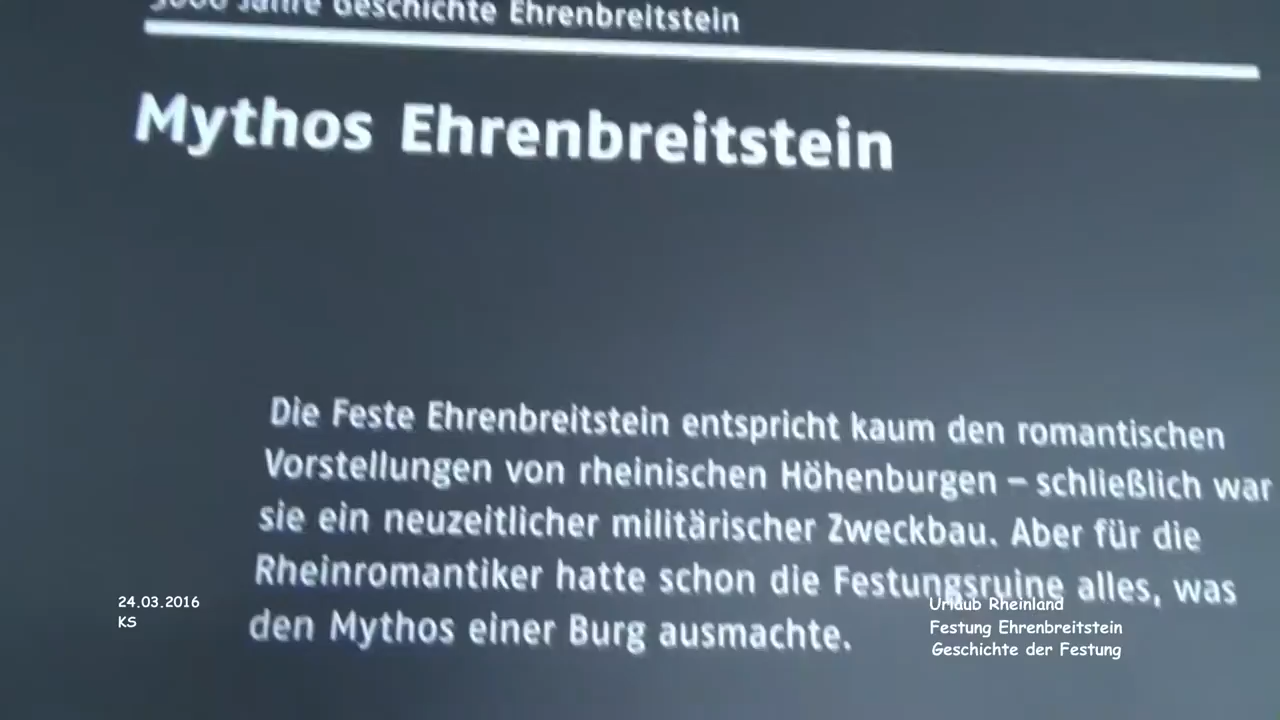 3000 Jahre Geschichte Ehrenbreitstein
Mythos Ehrenbreitstein
Die Feste Ehrenbreitstein entspricht kaum den romantischen
Vorstellungen von rheinischen Höhenburgen – schließlich war
sie ein neuzeitlicher militärischer Zweckbau. Aber für die
Rheinromantiker hatte schon die Festungsruine alles, was
den Mythos einer Burg ausmachte.
24.03.2016
KS
Urlaub Rheinland
Festung Ehrenbreitstein
Geschichte der Festung